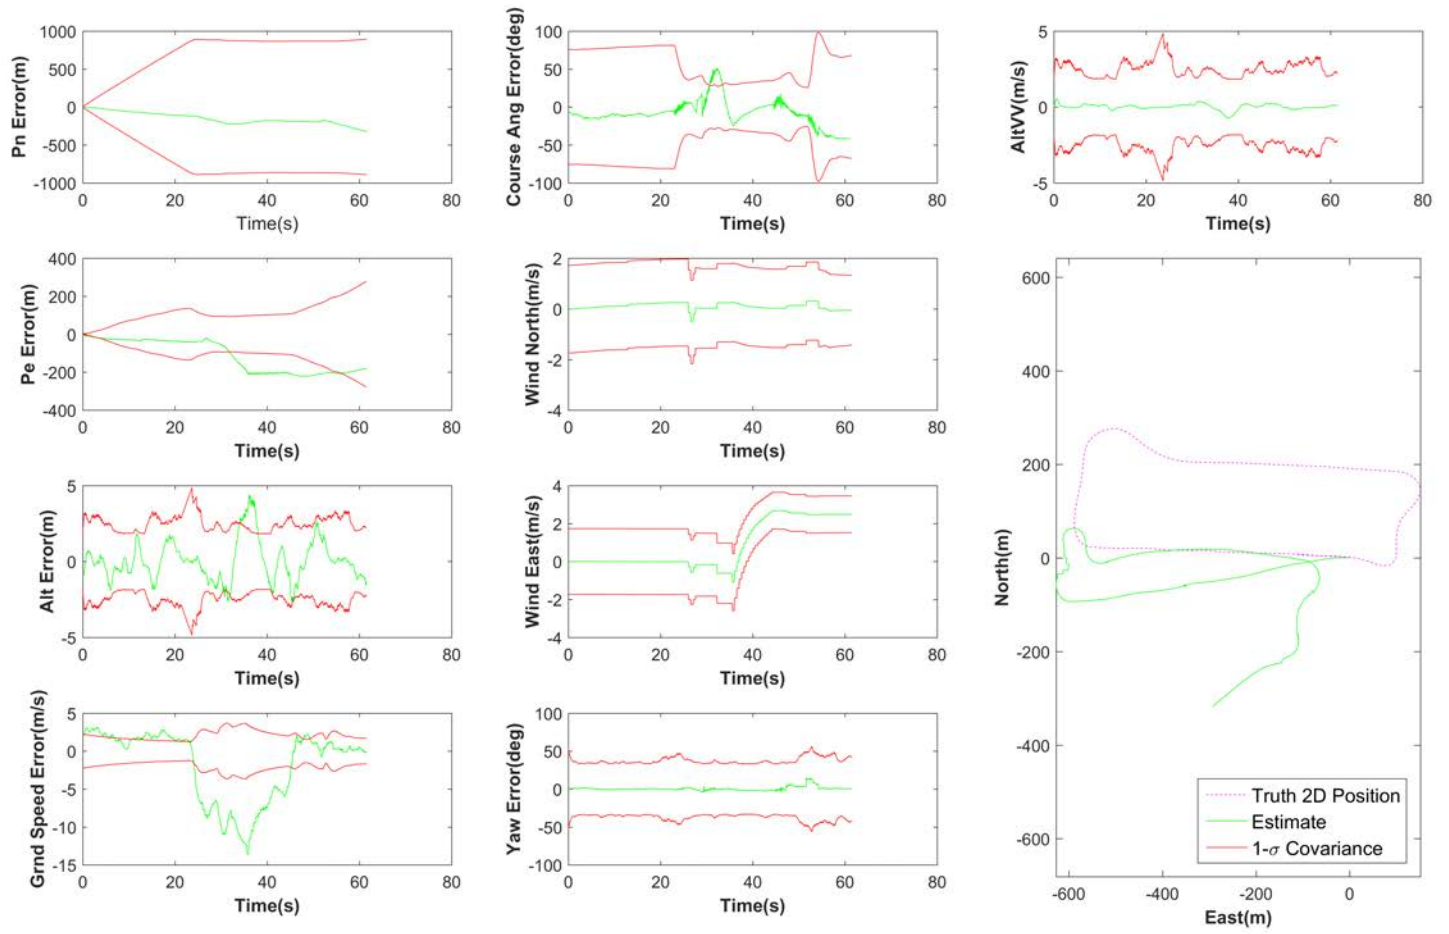 Pn Error(m)
1000
500
0
-500
-1000
0 20 40 60 80
Time(s)
Course Ang Error(deg)
100
50
0
-50
-100
0 20 40 60 80
Time(s)
AltVV(m/s)
5
0
-5
0 20 40 60 80
Time(s)
Pe Error(m)
400
200
0
-200
-400
0 20 40 60 80
Time(s)
Wind North(m/s)
2
0
-2
-4
0 20 40 60 80
Time(s)
Alt Error(m)
5
0
-5
0 20 40 60 80
Time(s)
Wind East(m/s)
4
2
0
-2
-4
0 20 40 60 80
Time(s)
Grnd Speed Error(m/s)
5
0
-5
-10
-15
0 20 40 60 80
Time(s)
Yaw Error(deg)
100
50
0
-50
-100
0 20 40 60 80
Time(s)
North(m)
600
400
200
0
-200
-400
-600
-600 -400 -200 0
East(m)
Truth 2D Position
Estimate
1-σ Covariance